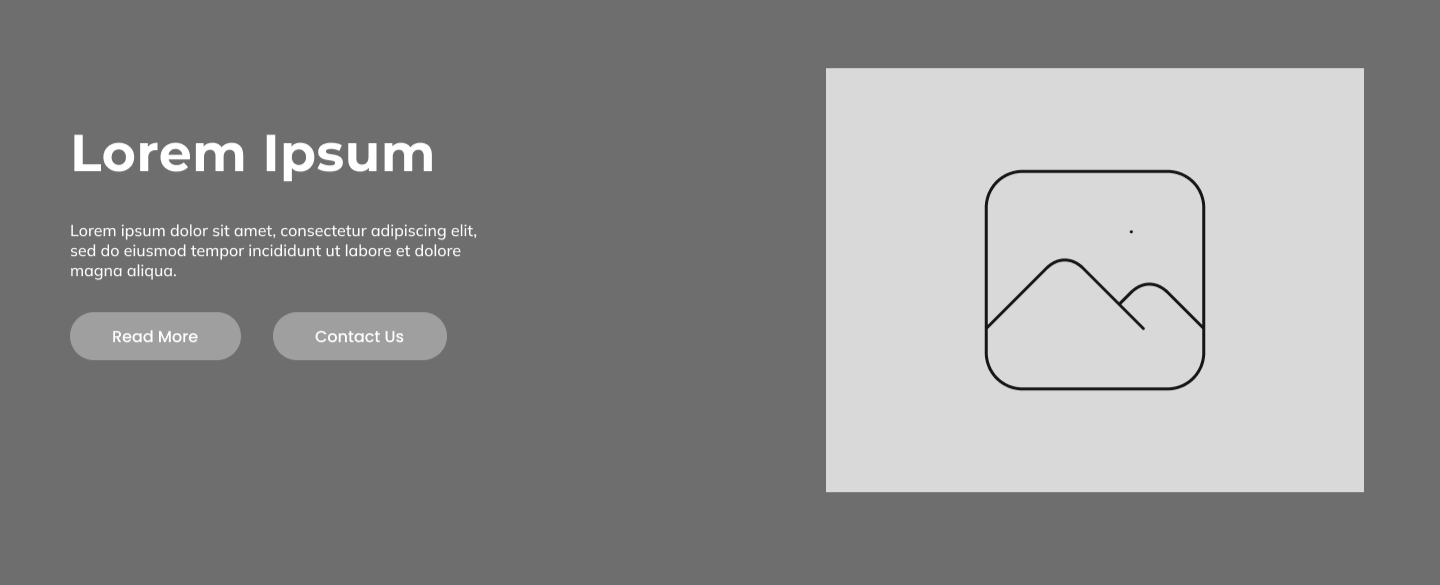 Lorem Ipsum
Lorem ipsum dolor sit amet, consectetur adipiscing elit,
sed do eiusmod tempor incididunt ut labore et dolore
magna aliqua.
Read More
Contact Us